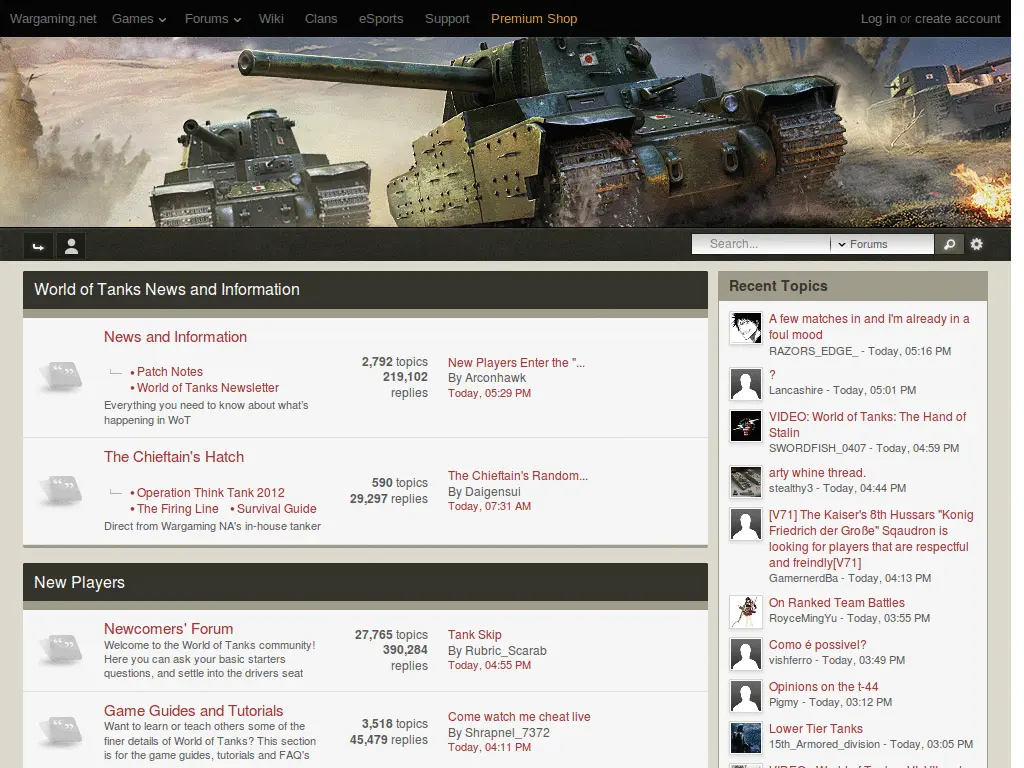 Wargaming.net Games Forums Wiki Clans eSports Support Premium Shop Log in or create account
Search... Forums
World of Tanks News and Information
News and Information
• Patch Notes
• World of Tanks Newsletter
Everything you need to know about what's
happening in WoT
2,792 topics
219,102
replies
New Players Enter the "...
By Arconhawk
Today, 05:29 PM
The Chieftain's Hatch
• Operation Think Tank 2012
• The Firing Line • Survival Guide
Direct from Wargaming NA's in-house tanker
590 topics
29,297 replies
The Chieftain's Random...
By Daigensui
Today, 07:31 AM
New Players
Newcomers' Forum
Welcome to the World of Tanks community!
Here you can ask your basic starters
questions, and settle into the drivers seat
27,765 topics
390,284
replies
Tank Skip
By Rubric_Scarab
Today, 04:55 PM
Game Guides and Tutorials
Want to learn or teach others some of the
finer details of World of Tanks? This section
is for the game guides, tutorials and FAQ's
3,518 topics
45,479 replies
Come watch me cheat live
By Shrapnel_7372
Today, 04:11 PM
Recent Topics
A few matches in and I'm already in a
foul mood
RAZORS_EDGE_ - Today, 05:16 PM
?
Lancashire - Today, 05:01 PM
VIDEO: World of Tanks: The Hand of
Stalin
SWORDFISH_0407 - Today, 04:59 PM
arty whine thread.
stealthy3 - Today, 04:44 PM
[V71] The Kaiser's 8th Hussars "Konig
Friedrich der Große" Sqaudron is
looking for players that are respectful
and freindly[V71]
GamernerdBa - Today, 04:13 PM
On Ranked Team Battles
RoyceMingYu - Today, 03:55 PM
Como é possivel?
vishferro - Today, 03:49 PM
Opinions on the t-44
Pigmy - Today, 03:12 PM
Lower Tier Tanks
15th_Armored_division - Today, 03:05 PM